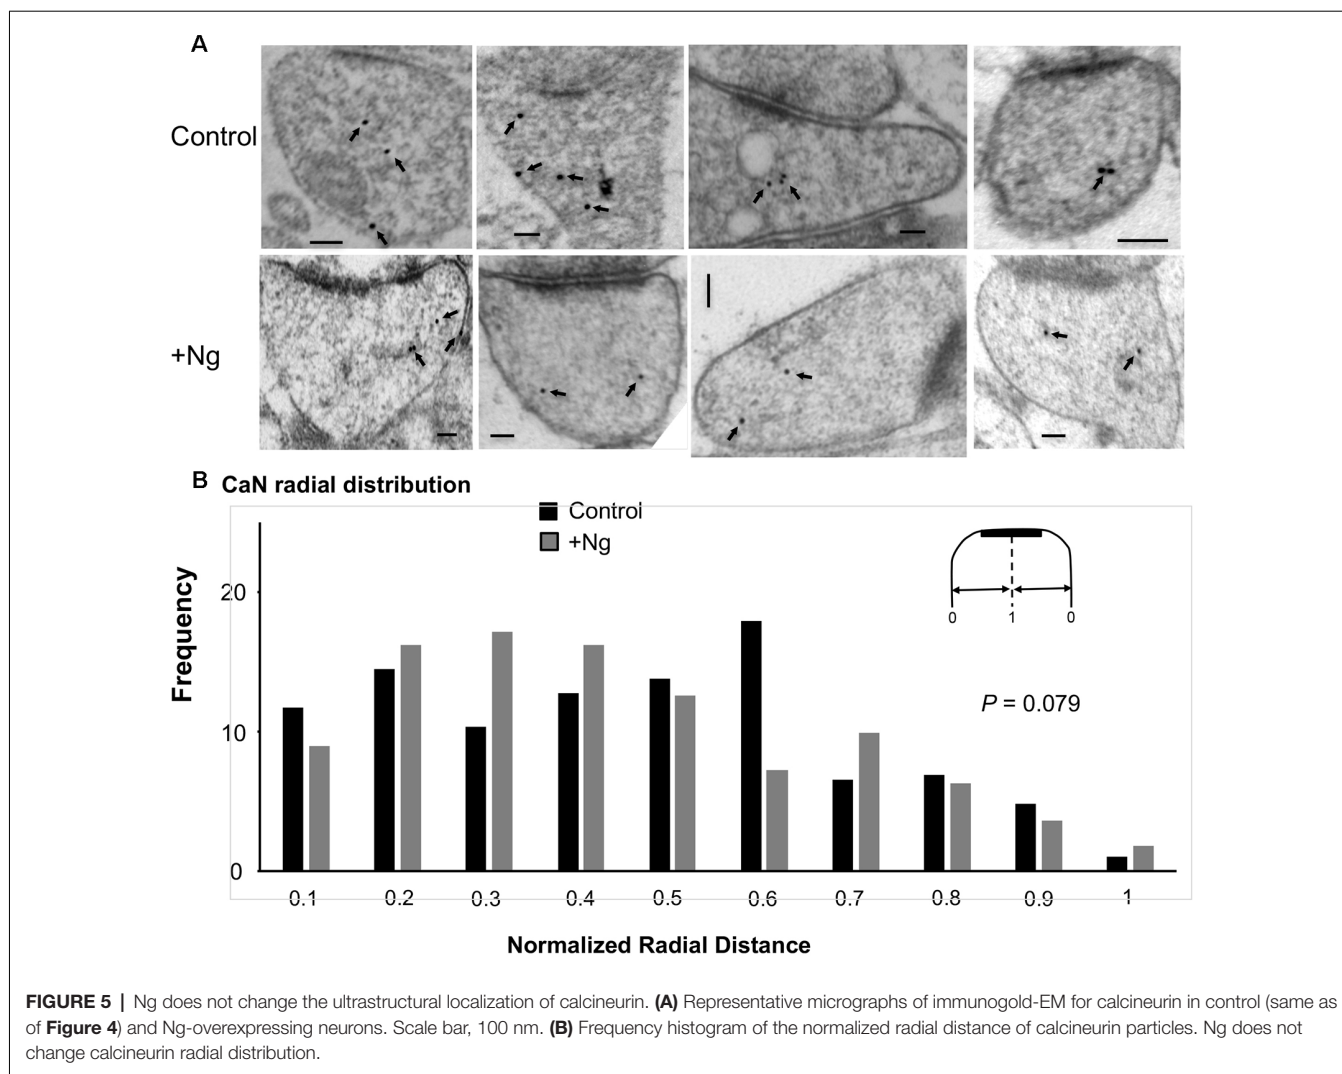 A
Control
+Ng
B CaN radial distribution
Control
+Ng
Frequency
20
10
0
0 1 0
P = 0.079
0.1 0.2 0.3 0.4 0.5 0.6 0.7 0.8 0.9 1
Normalized Radial Distance
FIGURE 5 | Ng does not change the ultrastructural localization of calcineurin. (A) Representative micrographs of immunogold-EM for calcineurin in control (same as
of Figure 4) and Ng-overexpressing neurons. Scale bar, 100 nm. (B) Frequency histogram of the normalized radial distance of calcineurin particles. Ng does not
change calcineurin radial distribution.